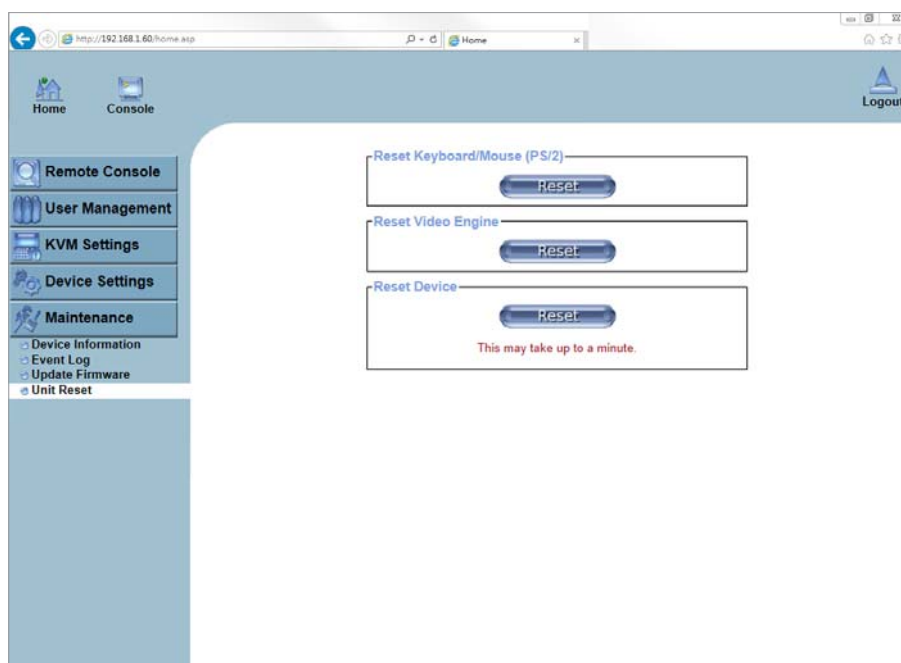 http://192.168.1.60/home.asp
Home
Home
Console
Logout
Remote Console
User Management
KVM Settings
Device Settings
Maintenance
Device Information
Event Log
Update Firmware
Unit Reset
Reset Keyboard/Mouse (PS/2)
Reset
Reset Video Engine
Reset
Reset Device
Reset
This may take up to a minute.